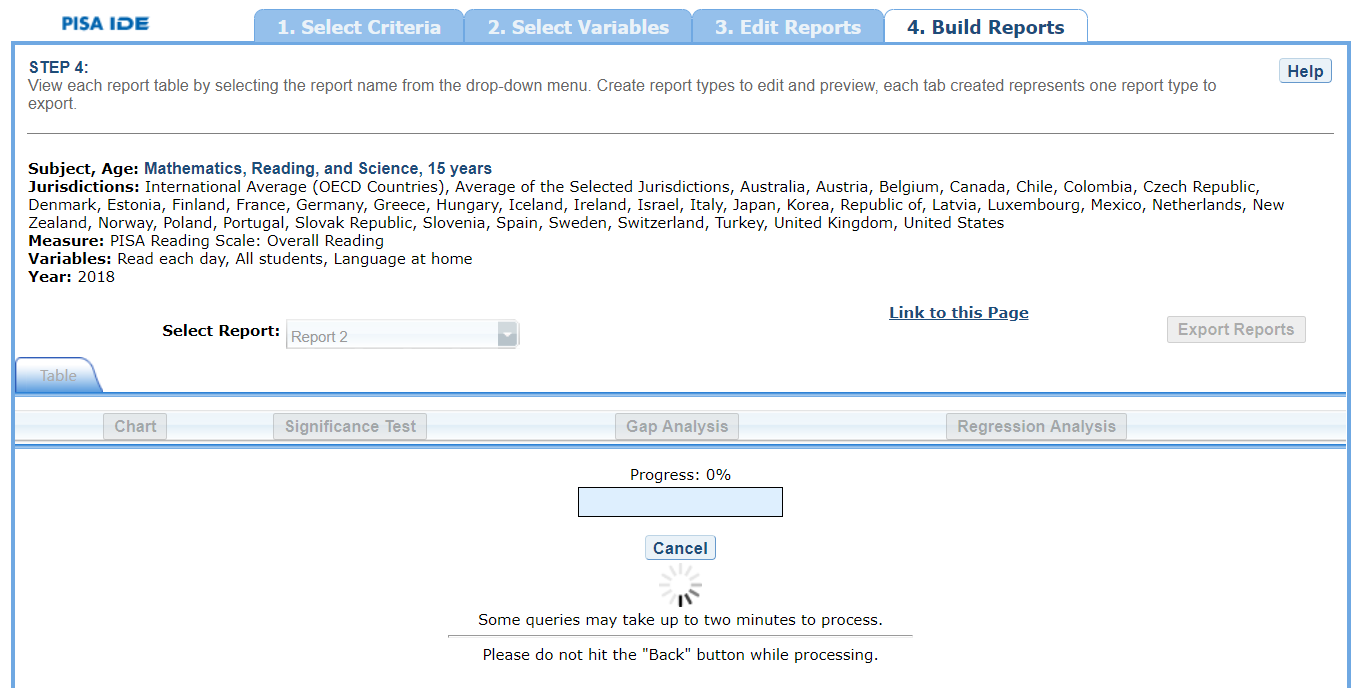 PISA IDE
1. Select Criteria
2. Select Variables
3. Edit Reports
4. Build Reports
STEP 4:
Help
View each report table by selecting the report name from the drop-down menu. Create report types to edit and preview, each tab created represents one report type to
export.
Subject, Age: Mathematics, Reading, and Science, 15 years
Jurisdictions: International Average (OECD Countries), Average of the Selected Jurisdictions, Australia, Austria, Belgium, Canada, Chile, Colombia, Czech Republic,
Denmark, Estonia, Finland, France, Germany, Greece, Hungary, Iceland, Ireland, Israel, Italy, Japan, Korea, Republic of, Latvia, Luxembourg, Mexico, Netherlands, New
Zealand, Norway, Poland, Portugal, Slovak Republic, Slovenia, Spain, Sweden, Switzerland, Turkey, United Kingdom, United States
Measure: PISA Reading Scale: Overall Reading
Variables: Read each day, All students, Language at home
Year: 2018
Link to this Page
Select Report: Report 2
Export Reports
Table
Chart
Significance Test
Gap Analysis
Regression Analysis
Progress: 0%
Cancel
Some queries may take up to two minutes to process.
Please do not hit the "Back" button while processing.